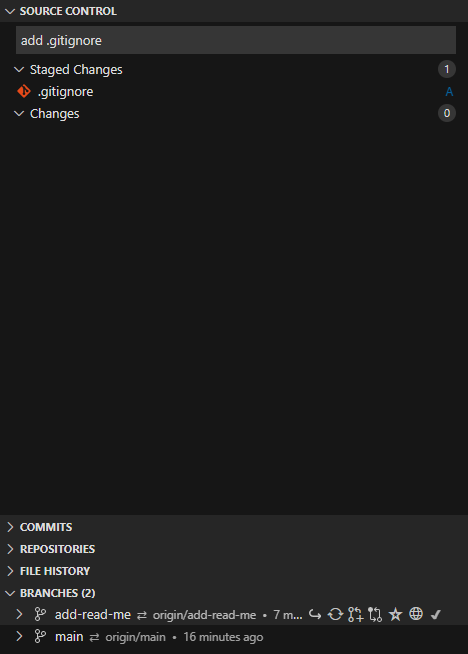 SOURCE CONTROL
add .gitignore
Staged Changes 1
.gitignore A
Changes 0
COMMITS
REPOSITORIES
FILE HISTORY
BRANCHES (2)
add-read-me ⇄ origin/add-read-me • 7 m...
main ⇄ origin/main • 16 minutes ago